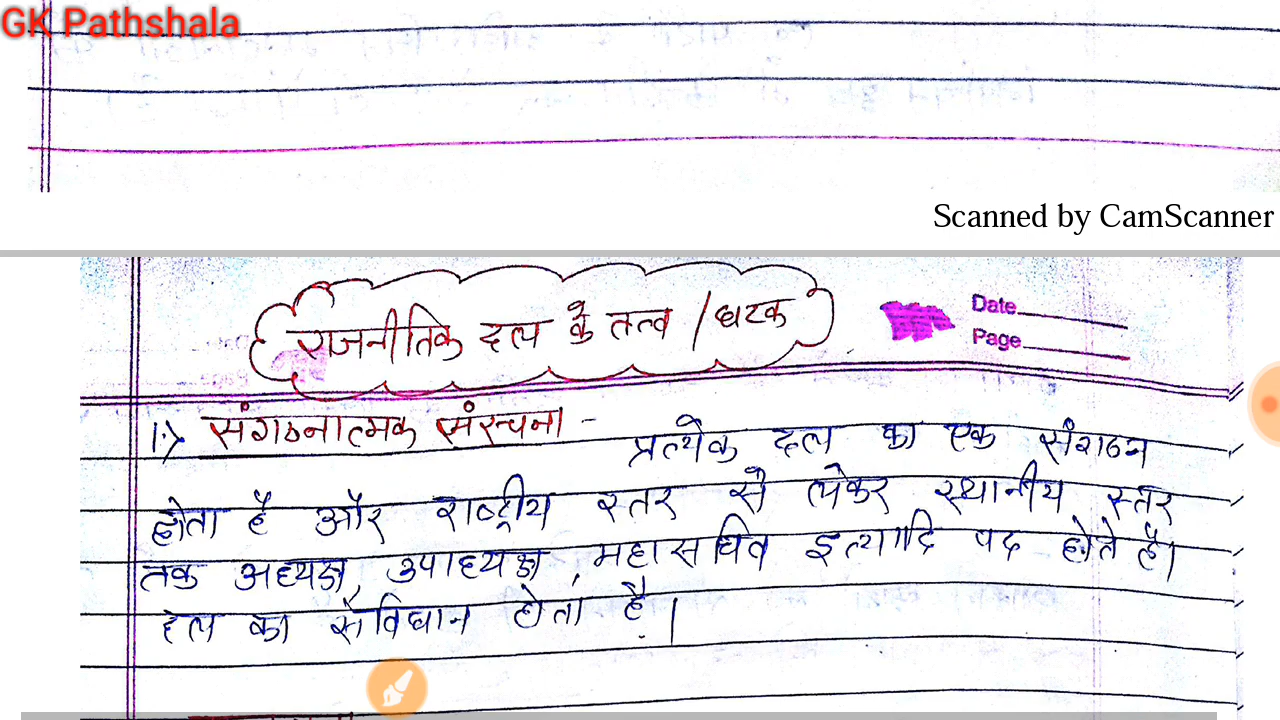 GK Pathshala
Scanned by CamScanner
राजनीतिक दल के तत्व / घटक
Date
Page
1.) संगठनात्मक संरचना - प्रत्येक दल का एक संगठन
होता है और राष्ट्रीय स्तर से लेकर स्थानीय स्तर
तक अध्यक्ष, उपाध्यक्ष, महासचिव इत्यादि पद होते है।
दल का संविधान होता है।